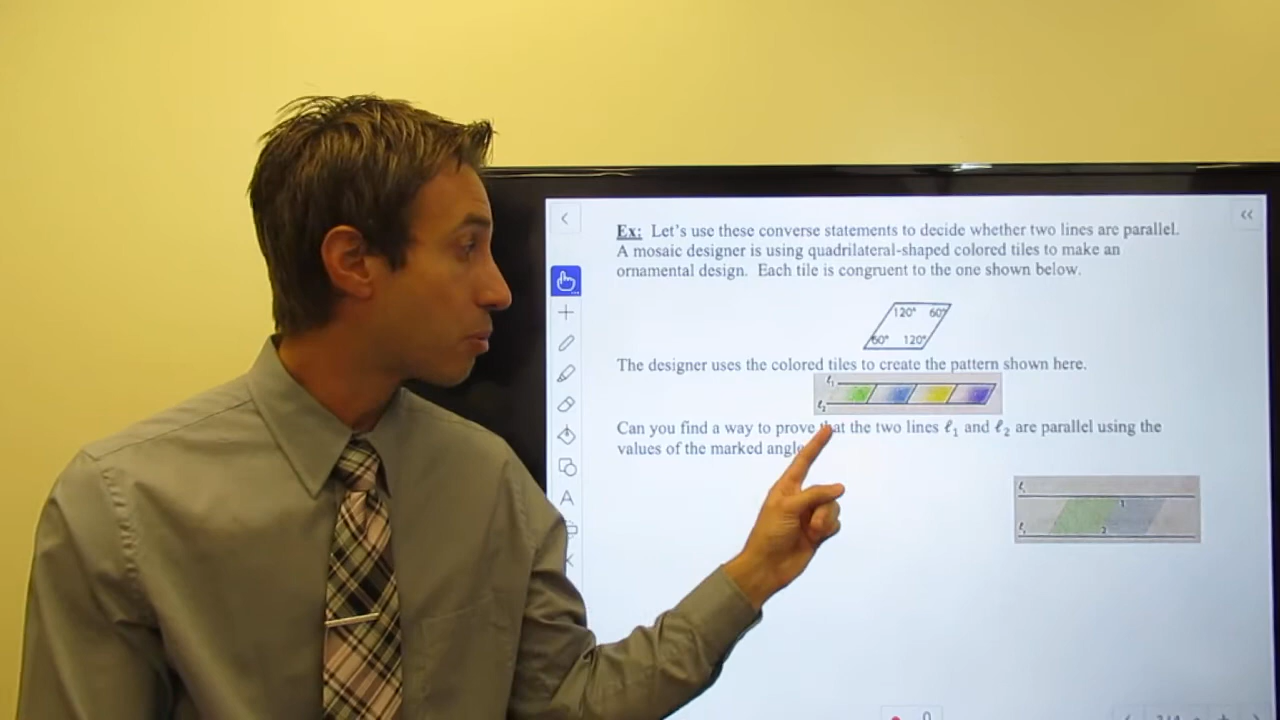 Ex: Let's use these converse statements to decide whether two lines are parallel.
A mosaic designer is using quadrilateral-shaped colored tiles to make an
ornamental design. Each tile is congruent to the one shown below.
120° 60°
60° 120°
The designer uses the colored tiles to create the pattern shown here.
ℓ₁
ℓ₂
Can you find a way to prove that the two lines ℓ₁ and ℓ₂ are parallel using the
values of the marked angle
ℓ
1
ℓ
2
A
0